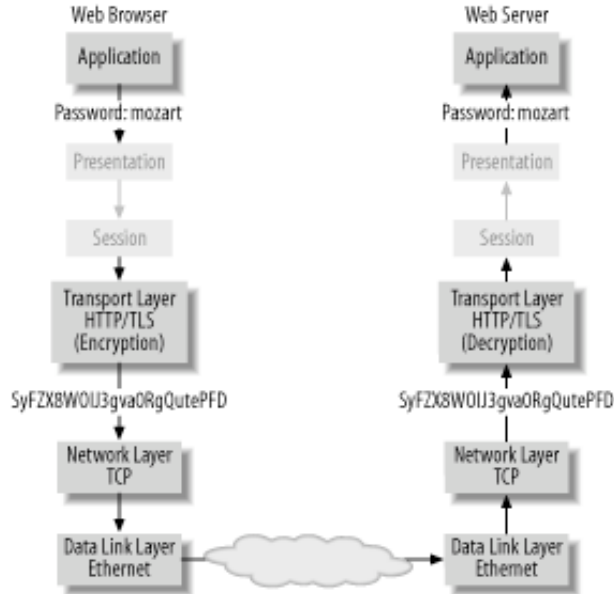 Web Browser
Application
Password: mozart
Presentation
Session
Transport Layer
HTTP/TLS
(Encryption)
SyFZX8WOIJ3gva0RgQutePFD
Network Layer
TCP
Data Link Layer
Ethernet
Web Server
Application
Password: mozart
Presentation
Session
Transport Layer
HTTP/TLS
(Decryption)
SyFZX8WOIJ3gva0RgQutePFD
Network Layer
TCP
Data Link Layer
Ethernet